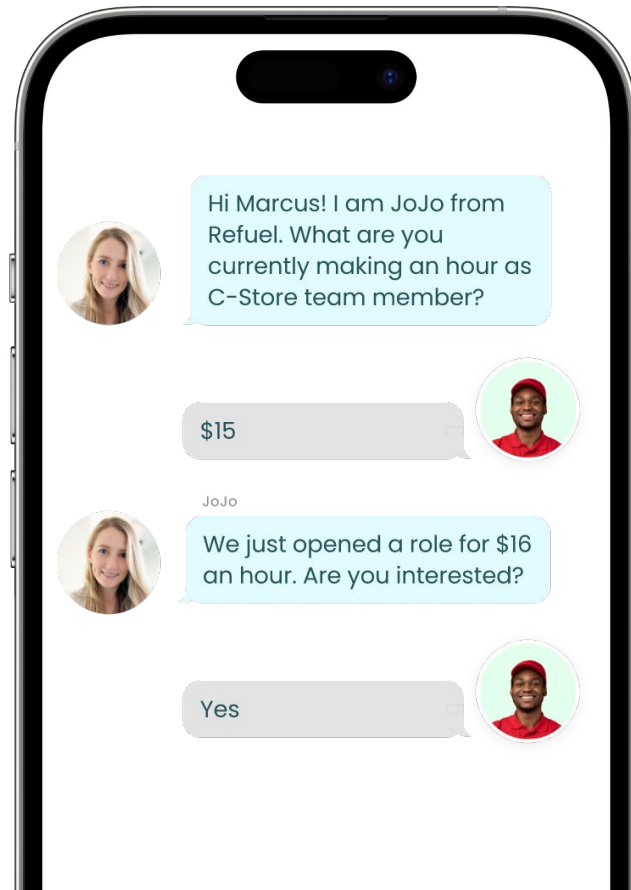 Hi Marcus! I am JoJo from
Refuel. What are you
currently making an hour as
C-Store team member?
$15
JoJo
We just opened a role for $16
an hour. Are you interested?
Yes